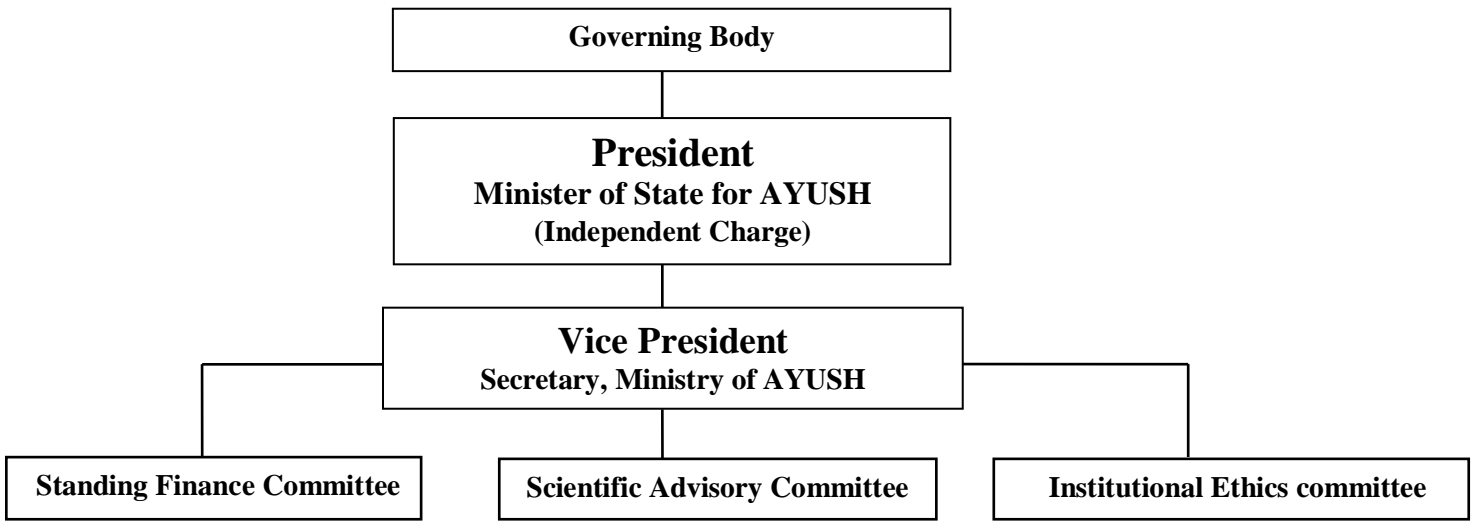 Governing Body
President
Minister of State for AYUSH
(Independent Charge)
Vice President
Secretary, Ministry of AYUSH
Standing Finance Committee
Scientific Advisory Committee
Institutional Ethics committee